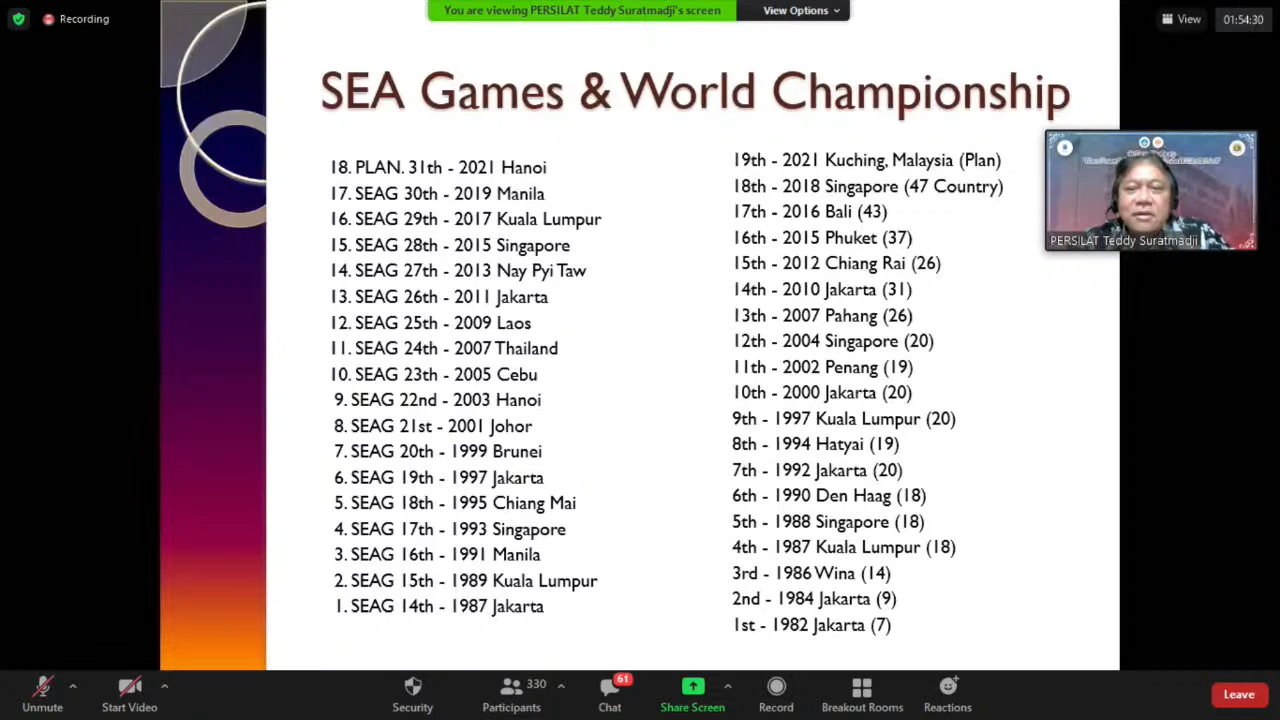 Recording
You are viewing PERSILAT Teddy Suratmadji's screen
View Options
View
01:54:30
SEA Games & World Championship
18. PLAN. 31th - 2021 Hanoi
17. SEAG 30th - 2019 Manila
16. SEAG 29th - 2017 Kuala Lumpur
15. SEAG 28th - 2015 Singapore
14. SEAG 27th - 2013 Nay Pyi Taw
13. SEAG 26th - 2011 Jakarta
12. SEAG 25th - 2009 Laos
11. SEAG 24th - 2007 Thailand
10. SEAG 23th - 2005 Cebu
9. SEAG 22nd - 2003 Hanoi
8. SEAG 21st - 2001 Johor
7. SEAG 20th - 1999 Brunei
6. SEAG 19th - 1997 Jakarta
5. SEAG 18th - 1995 Chiang Mai
4. SEAG 17th - 1993 Singapore
3. SEAG 16th - 1991 Manila
2. SEAG 15th - 1989 Kuala Lumpur
1. SEAG 14th - 1987 Jakarta
19th - 2021 Kuching, Malaysia (Plan)
18th - 2018 Singapore (47 Country)
17th - 2016 Bali (43)
16th - 2015 Phuket (37)
15th - 2012 Chiang Rai (26)
14th - 2010 Jakarta (31)
13th - 2007 Pahang (26)
12th - 2004 Singapore (20)
11th - 2002 Penang (19)
10th - 2000 Jakarta (20)
9th - 1997 Kuala Lumpur (20)
8th - 1994 Hatyai (19)
7th - 1992 Jakarta (20)
6th - 1990 Den Haag (18)
5th - 1988 Singapore (18)
4th - 1987 Kuala Lumpur (18)
3rd - 1986 Wina (14)
2nd - 1984 Jakarta (9)
1st - 1982 Jakarta (7)
PERSILAT Teddy Suratmadji
Unmute
Start Video
Security
330
Participants
61
Chat
Share Screen
Record
Breakout Rooms
Reactions
Leave